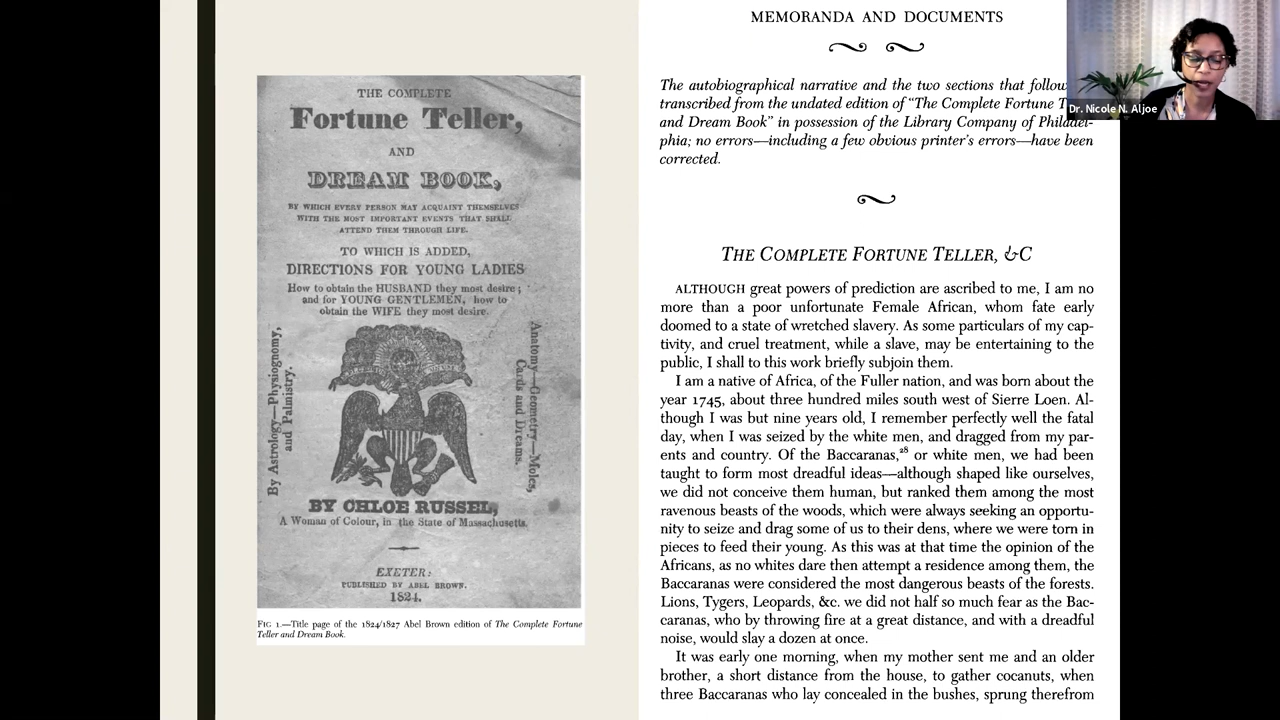 THE COMPLETE
Fortune Teller,
AND
DREAM BOOK,
BY WHICH EVERY PERSON MAY ACQUAINT THEMSELVES
WITH THE MOST IMPORTANT EVENTS THAT SHALL
ATTEND THEM THROUGH LIFE.
TO WHICH IS ADDED,
DIRECTIONS FOR YOUNG LADIES
How to obtain the HUSBAND they most desire;
and for YOUNG GENTLEMEN, how to
obtain the WIFE they most desire.
By Astrology—Physiognomy,
and Palmistry.
Anatomy—Geometry—Moles,
Cards and Dreams.
BY CHLOE RUSSEL,
A Woman of Colour, in the State of Massachusetts.
EXETER:
PUBLISHED BY ABEL BROWN.
1824.
FIG 1.—Title page of the 1824/1827 Abel Brown edition of The Complete Fortune
Teller and Dream Book.
MEMORANDA AND DOCUMENTS
The autobiographical narrative and the two sections that follow
transcribed from the undated edition of "The Complete Fortune T
and Dream Book" in possession of the Library Company of Philadel-
phia; no errors—including a few obvious printer's errors—have been
corrected.
THE COMPLETE FORTUNE TELLER, &C
ALTHOUGH great powers of prediction are ascribed to me, I am no
more than a poor unfortunate Female African, whom fate early
doomed to a state of wretched slavery. As some particulars of my cap-
tivity, and cruel treatment, while a slave, may be entertaining to the
public, I shall to this work briefly subjoin them.
I am a native of Africa, of the Fuller nation, and was born about the
year 1745, about three hundred miles south west of Sierre Loen. Al-
though I was but nine years old, I remember perfectly well the fatal
day, when I was seized by the white men, and dragged from my par-
ents and country. Of the Baccaranas,28 or white men, we had been
taught to form most dreadful ideas—although shaped like ourselves,
we did not conceive them human, but ranked them among the most
ravenous beasts of the woods, which were always seeking an opportu-
nity to seize and drag some of us to their dens, where we were torn in
pieces to feed their young. As this was at that time the opinion of the
Africans, as no whites dare then attempt a residence among them, the
Baccaranas were considered the most dangerous beasts of the forsts.
Lions, Tygers, Leopards, &c. we did not half so much fear as the Bac-
caranas, who by throwing fire at a great distance, and with a dreadful
noise, would slay a dozen at once.
It was early one morning, when my mother sent me and an older
brother, a short distance from the house, to gather cocanuts, when
three Baccaranas who lay concealed in the bushes, sprung therefrom
Dr. Nicole N. Aljoe